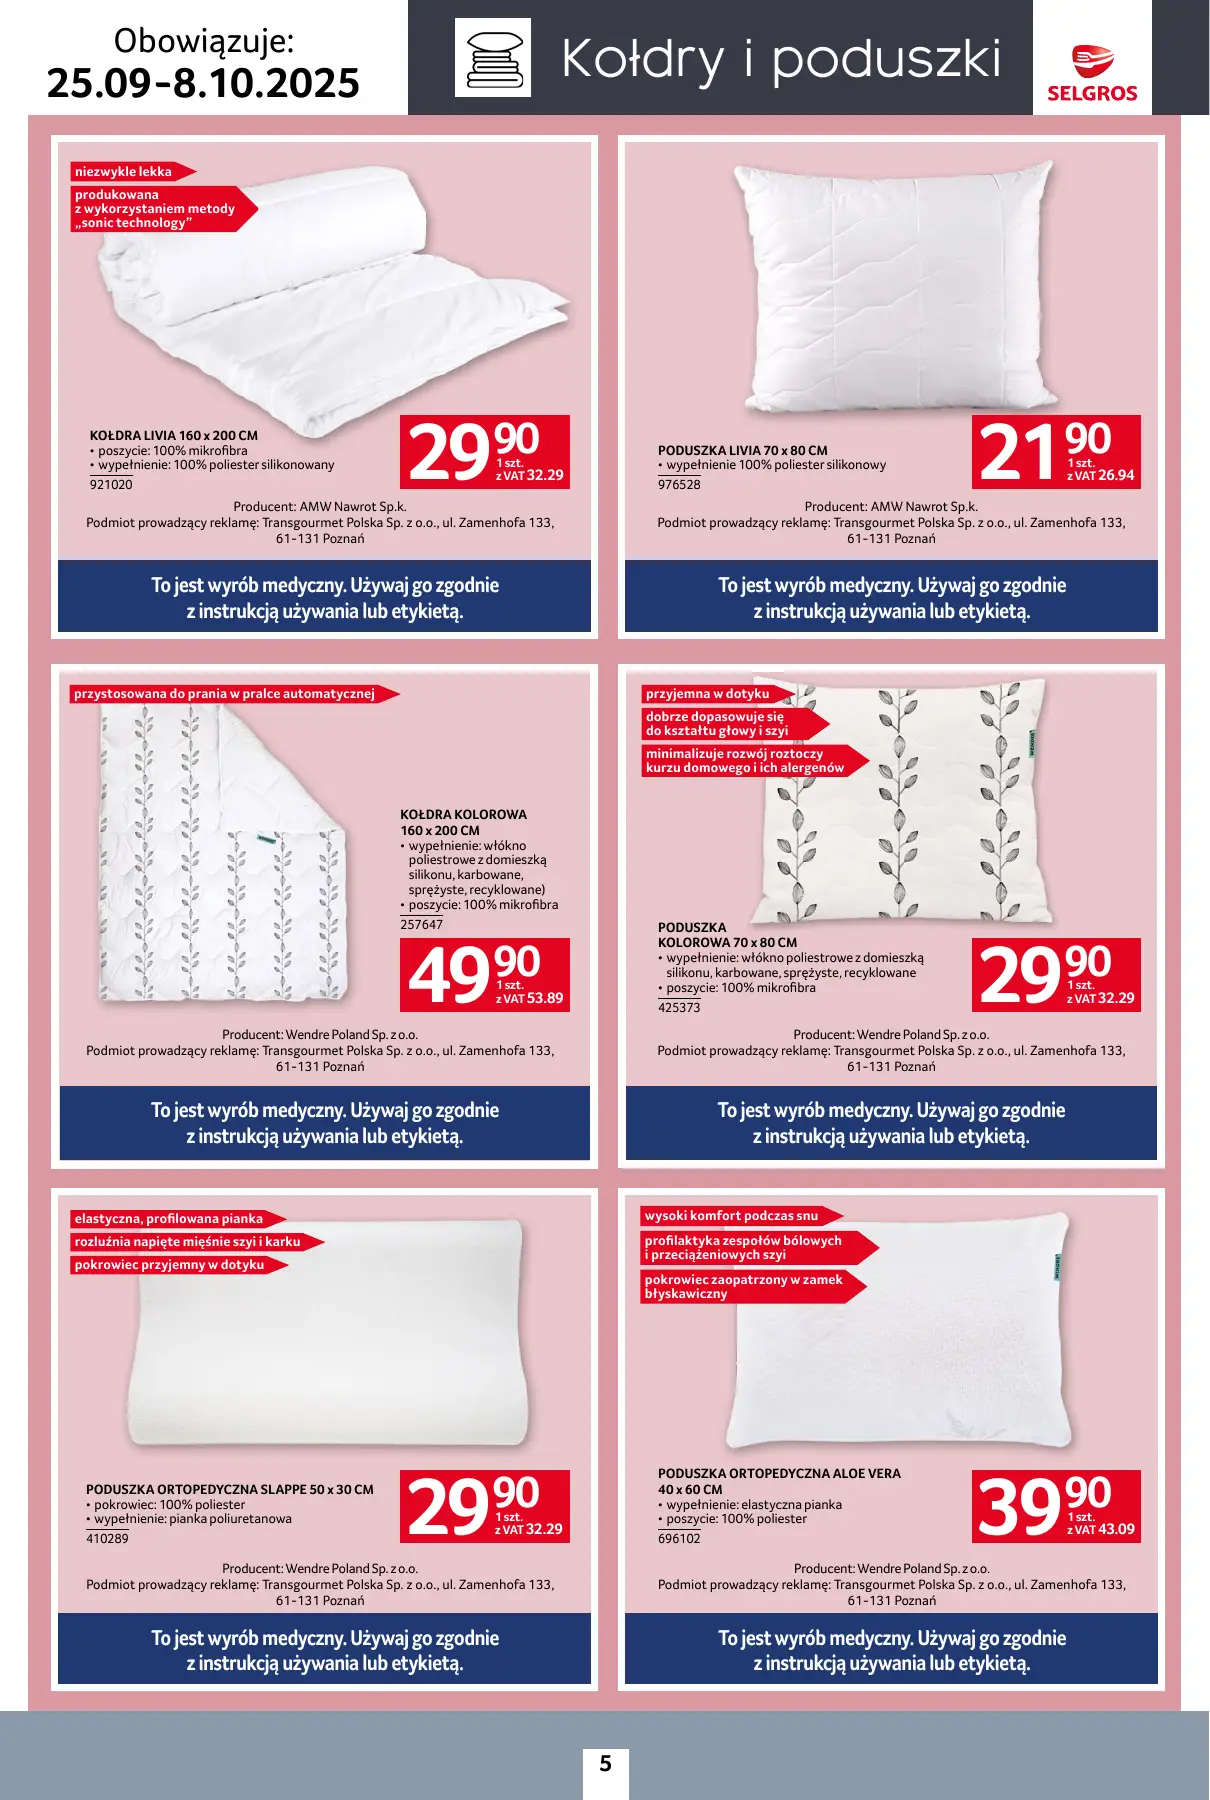 Obowiązuje:
25.09-8.10.2025
Kołdry i poduszki
SELGROS
niezwykle lekka
produkowana
z wykorzystaniem metody
„sonic technology”
KOŁDRA LIVIA 160 x 200 CM
• poszycie: 100% mikrofibra
• wypełnienie: 100% poliester silikonowany
921020
29 90
1 szt.
z VAT 32.29
Producent: AMW Nawrot Sp.k.
Podmiot prowadzący reklamę: Transgourmet Polska Sp. z o.o., ul. Zamenhofa 133,
61-131 Poznań
To jest wyrób medyczny. Używaj go zgodnie
z instrukcją używania lub etykietą.
PODUSZKA LIVIA 70 x 80 CM
• wypełnienie 100% poliester silikonowy
976528
21 90
1 szt.
z VAT 26.94
Producent: AMW Nawrot Sp.k.
Podmiot prowadzący reklamę: Transgourmet Polska Sp. z o.o., ul. Zamenhofa 133,
61-131 Poznań
To jest wyrób medyczny. Używaj go zgodnie
z instrukcją używania lub etykietą.
przystosowana do prania w pralce automatycznej
WENDRE
KOŁDRA KOLOROWA
160 x 200 CM
• wypełnienie: włókno
poliestrowe z domieszką
silikonu, karbowane,
sprężyste, recyklowane)
• poszycie: 100% mikrofibra
257647
49 90
1 szt.
z VAT 53.89
Producent: Wendre Poland Sp. z o.o.
Podmiot prowadzący reklamę: Transgourmet Polska Sp. z o.o., ul. Zamenhofa 133,
61-131 Poznań
To jest wyrób medyczny. Używaj go zgodnie
z instrukcją używania lub etykietą.
przyjemna w dotyku
dobrze dopasowuje się
do kształtu głowy i szyi
minimalizuje rozwój roztoczy
kurzu domowego i ich alergenów
WENDRE
PODUSZKA
KOLOROWA 70 x 80 CM
• wypełnienie: włókno poliestrowe z domieszką
silikonu, karbowane, sprężyste, recyklowane
• poszycie: 100% mikrofibra
425373
29 90
1 szt.
z VAT 32.29
Producent: Wendre Poland Sp. z o.o.
Podmiot prowadzący reklamę: Transgourmet Polska Sp. z o.o., ul. Zamenhofa 133,
61-131 Poznań
To jest wyrób medyczny. Używaj go zgodnie
z instrukcją używania lub etykietą.
elastyczna, profilowana pianka
rozluźnia napięte mięśnie szyi i karku
pokrowiec przyjemny w dotyku
PODUSZKA ORTOPEDYCZNA SLAPPE 50 x 30 CM
• pokrowiec: 100% poliester
• wypełnienie: pianka poliuretanowa
410289
29 90
1 szt.
z VAT 32.29
Producent: Wendre Poland Sp. z o.o.
Podmiot prowadzący reklamę: Transgourmet Polska Sp. z o.o., ul. Zamenhofa 133,
61-131 Poznań
To jest wyrób medyczny. Używaj go zgodnie
z instrukcją używania lub etykietą.
wysoki komfort podczas snu
profilaktyka zespołów bólowych
i przeciążeniowych szyi
pokrowiec zaopatrzony w zamek
błyskawiczny
WENDRE
PODUSZKA ORTOPEDYCZNA ALOE VERA
40 x 60 CM
• wypełnienie: elastyczna pianka
• poszycie: 100% poliester
696102
39 90
1 szt.
z VAT 43.09
Producent: Wendre Poland Sp. z o.o.
Podmiot prowadzący reklamę: Transgourmet Polska Sp. z o.o., ul. Zamenhofa 133,
61-131 Poznań
To jest wyrób medyczny. Używaj go zgodnie
z instrukcją używania lub etykietą.
5